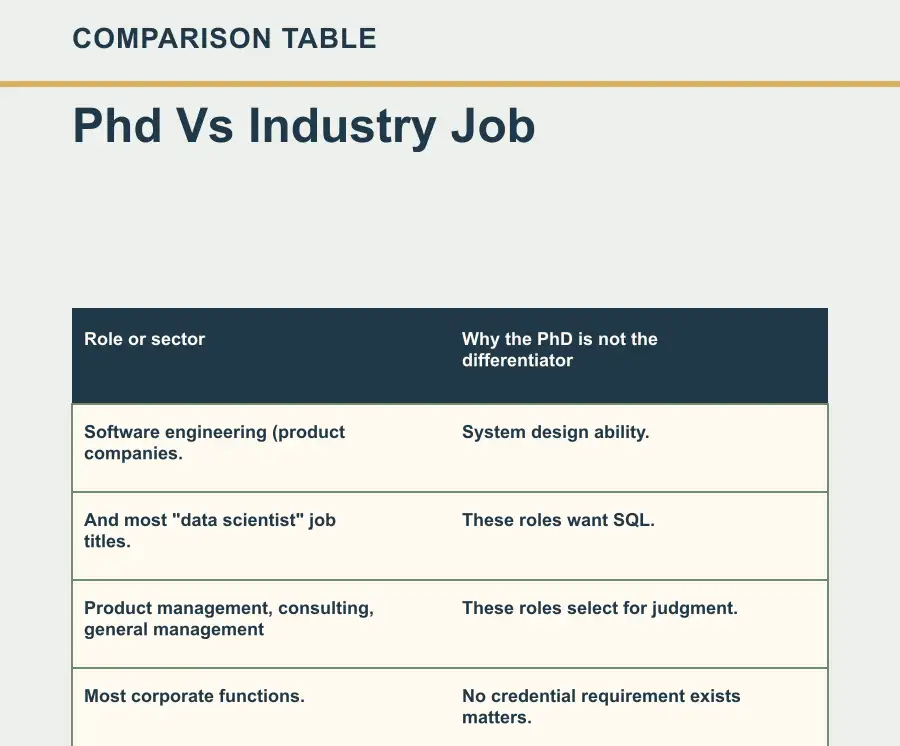 COMPARISON TABLE
Phd Vs Industry Job
Role or sector
Why the PhD is not the
differentiator
Software engineering (product
companies.
System design ability.
And most "data scientist" job
titles.
These roles want SQL.
Product management, consulting,
general management
These roles select for judgment.
Most corporate functions.
No credential requirement exists
matters.